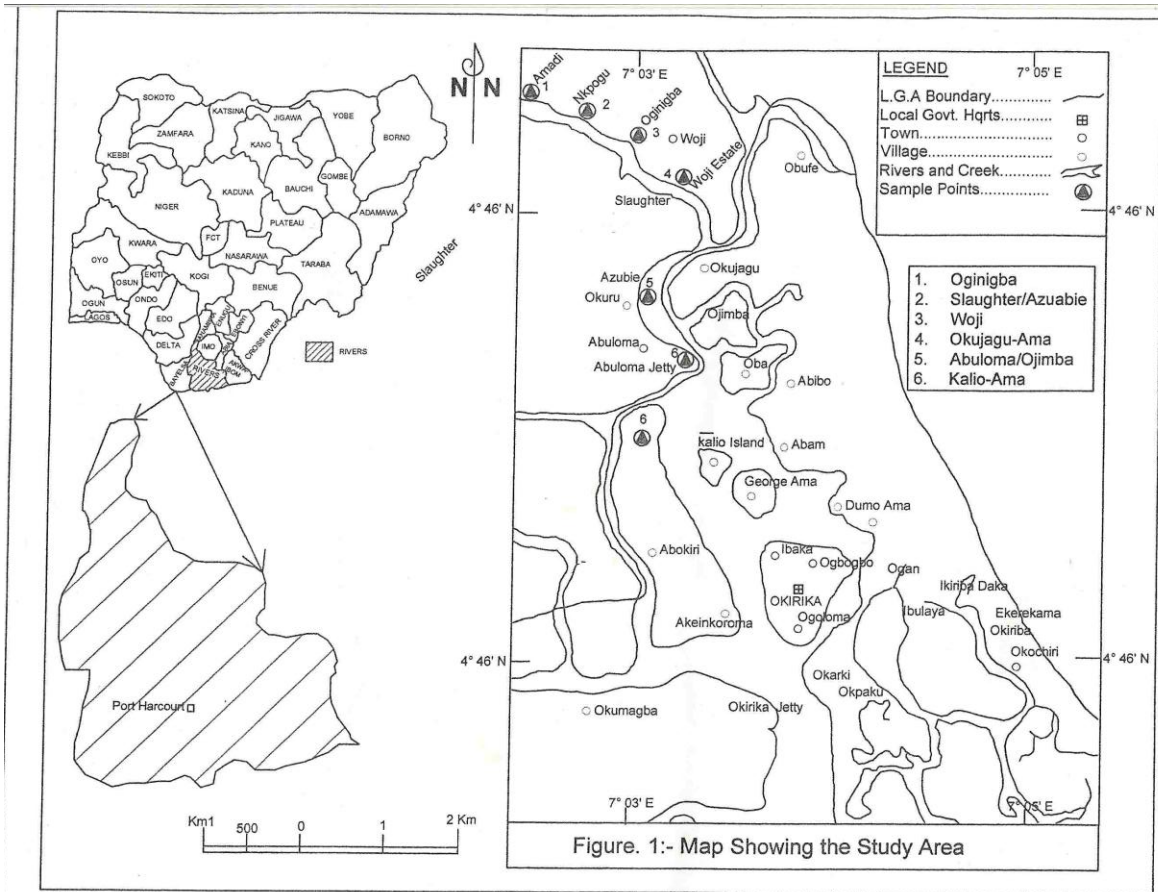 N N
SOKOTO
KATSINA
JIGAWA
YOBE
BORNO
ZAMFARA
KANO
KEBBI
GOMBE
KADUNA
BAUCHI
NIGER
ADAMAWA
PLATEAU
FCT
KWARA
NASARAWA
TARABA
OYO
EKITI
KOGI
OSUN
BENUE
OGUN
ONDO
EDO
LAGOS
DELTA
IMO
CROSS RIVER
BAYELSA
RIVERS
AKWA
BOM
RIVERS
Slaughter
Port Harcourt
Km1 500 0 1 2 Km
7° 03' E
7° 05' E
Amadi
1
Nkpogu
2
Oginigba
3
Woji
4
Woji Estate
Slaughter
Obufe
4° 46' N
4° 46' N
Azubie
5
Okujagu
Okuru
Ojimba
Abuloma
6
Abuloma Jetty
Oba
Abibo
6
kalio Island
Abam
George Ama
Dumo Ama
Abokiri
Ibaka
Ogbogbo
Ogan
OKIRIKA
Ikiriba Daka
Ibulaya
Ekerekama
Akeinkoroma
Ogoloma
Okiriba
Okochiri
4° 46' N
4° 46' N
Okarki
Okpaku
Okumagba
Okirika Jetty
7° 03' E
7° 05' E
LEGEND
L.G.A Boundary..............
Local Govt. Hqrts............
Town..............................
Village............................
Rivers and Creek............
Sample Points................
1. Oginigba
2. Slaughter/Azuabie
3. Woji
4. Okujagu-Ama
5. Abuloma/Ojimba
6. Kalio-Ama
Figure. 1:- Map Showing the Study Area